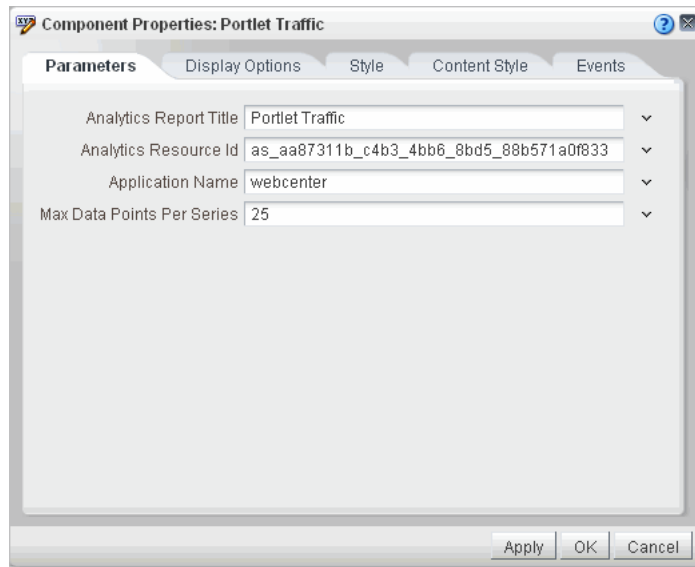 Component Properties: Portlet Traffic
Parameters Display Options Style Content Style Events
Analytics Report Title Portlet Traffic
Analytics Resource Id as_aa87311b_c4b3_4bb6_8bd5_88b571a0f833
Application Name webcenter
Max Data Points Per Series 25
Apply OK Cancel